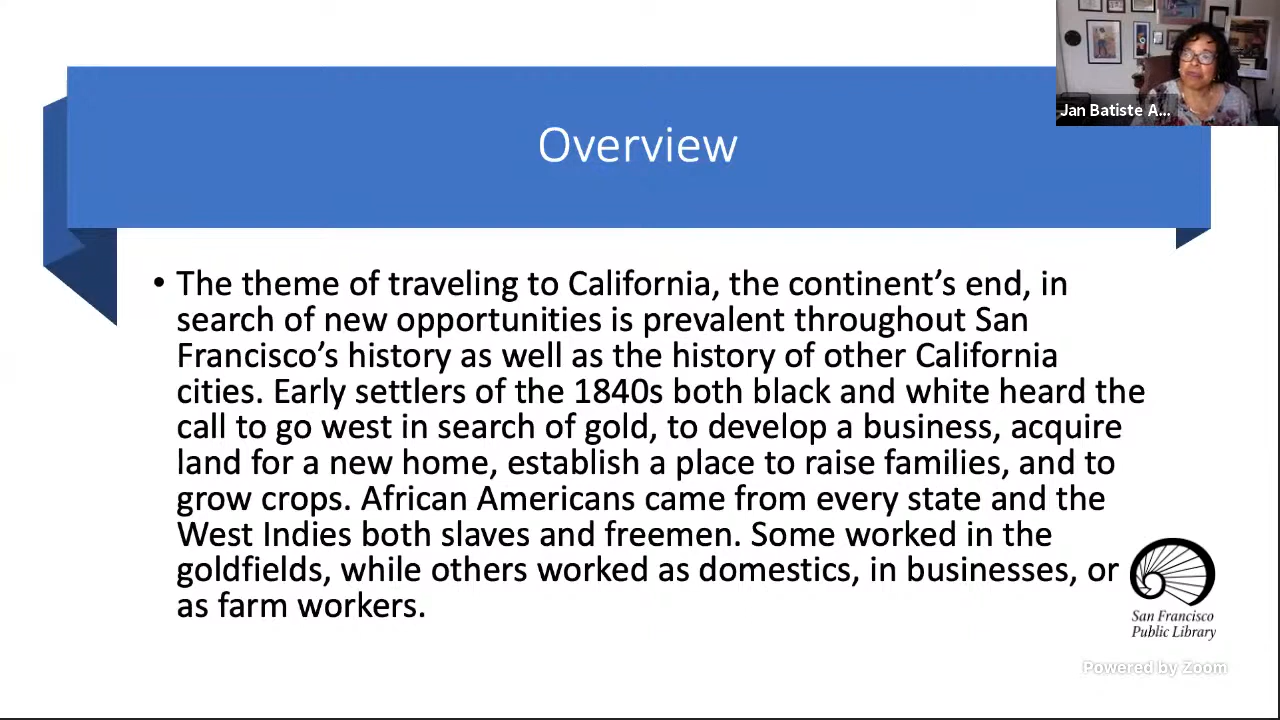 Jan Batiste A...
Overview
• The theme of traveling to California, the continent’s end, in
search of new opportunities is prevalent throughout San
Francisco’s history as well as the history of other California
cities. Early settlers of the 1840s both black and white heard the
call to go west in search of gold, to develop a business, acquire
land for a new home, establish a place to raise families, and to
grow crops. African Americans came from every state and the
West Indies both slaves and freemen. Some worked in the
goldfields, while others worked as domestics, in businesses, or
as farm workers.
San Francisco
Public Library
Powered by Zoom